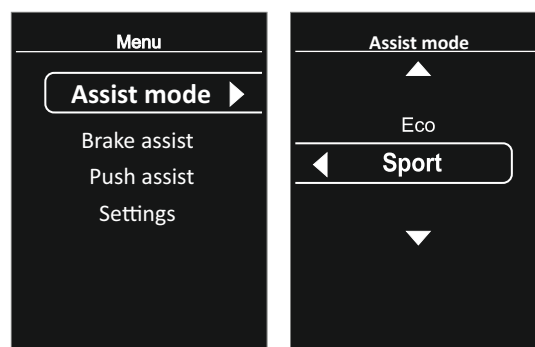 Menu
Assist mode
Brake assist
Push assist
Settings
Assist mode
Eco
Sport